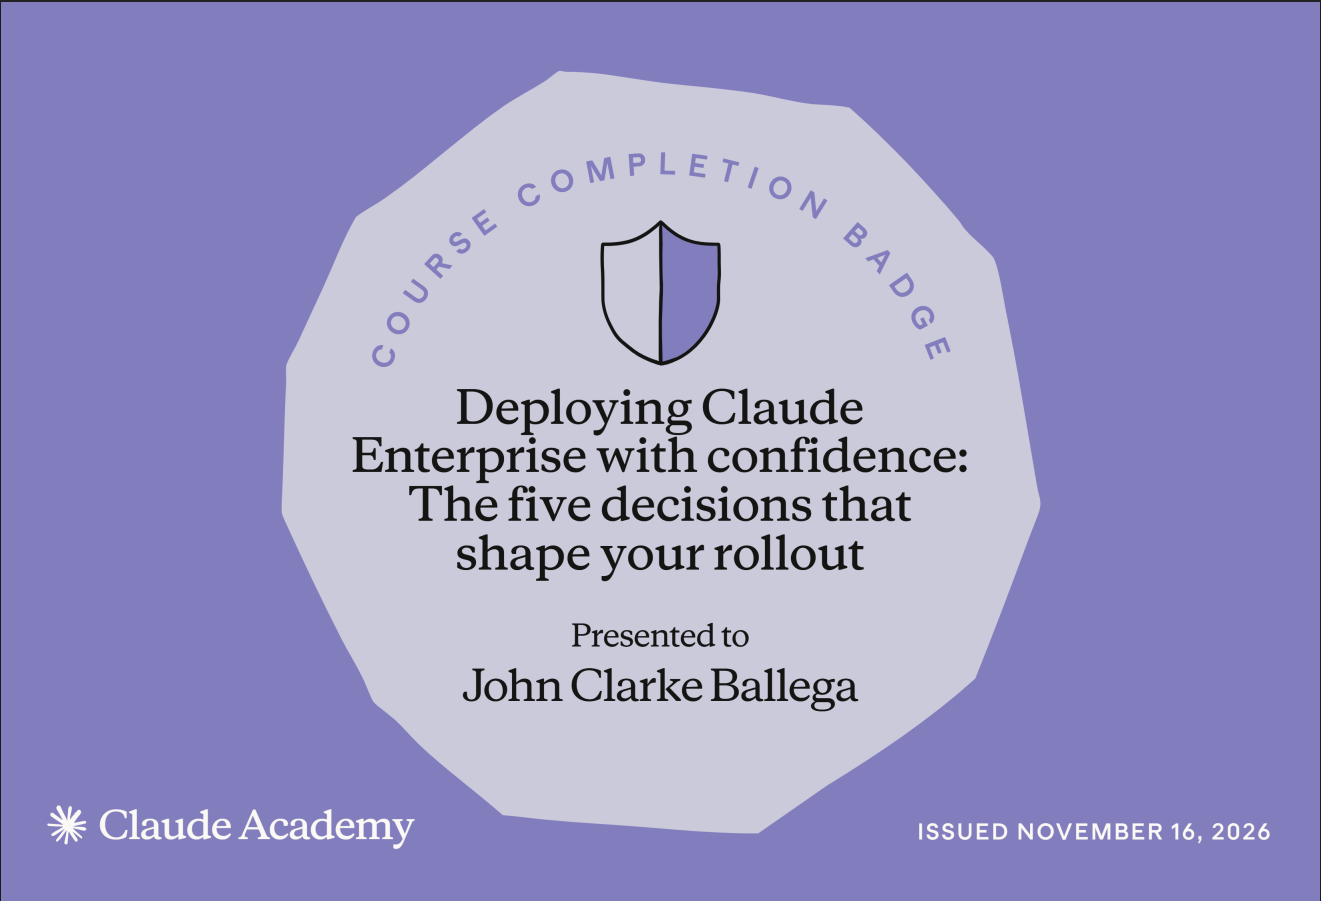 COURSE COMPLETION BADGE
Deploying Claude
Enterprise with confidence:
The five decisions that
shape your rollout
Presented to
John Clarke Ballega
Claude Academy
ISSUED NOVEMBER 16, 2026